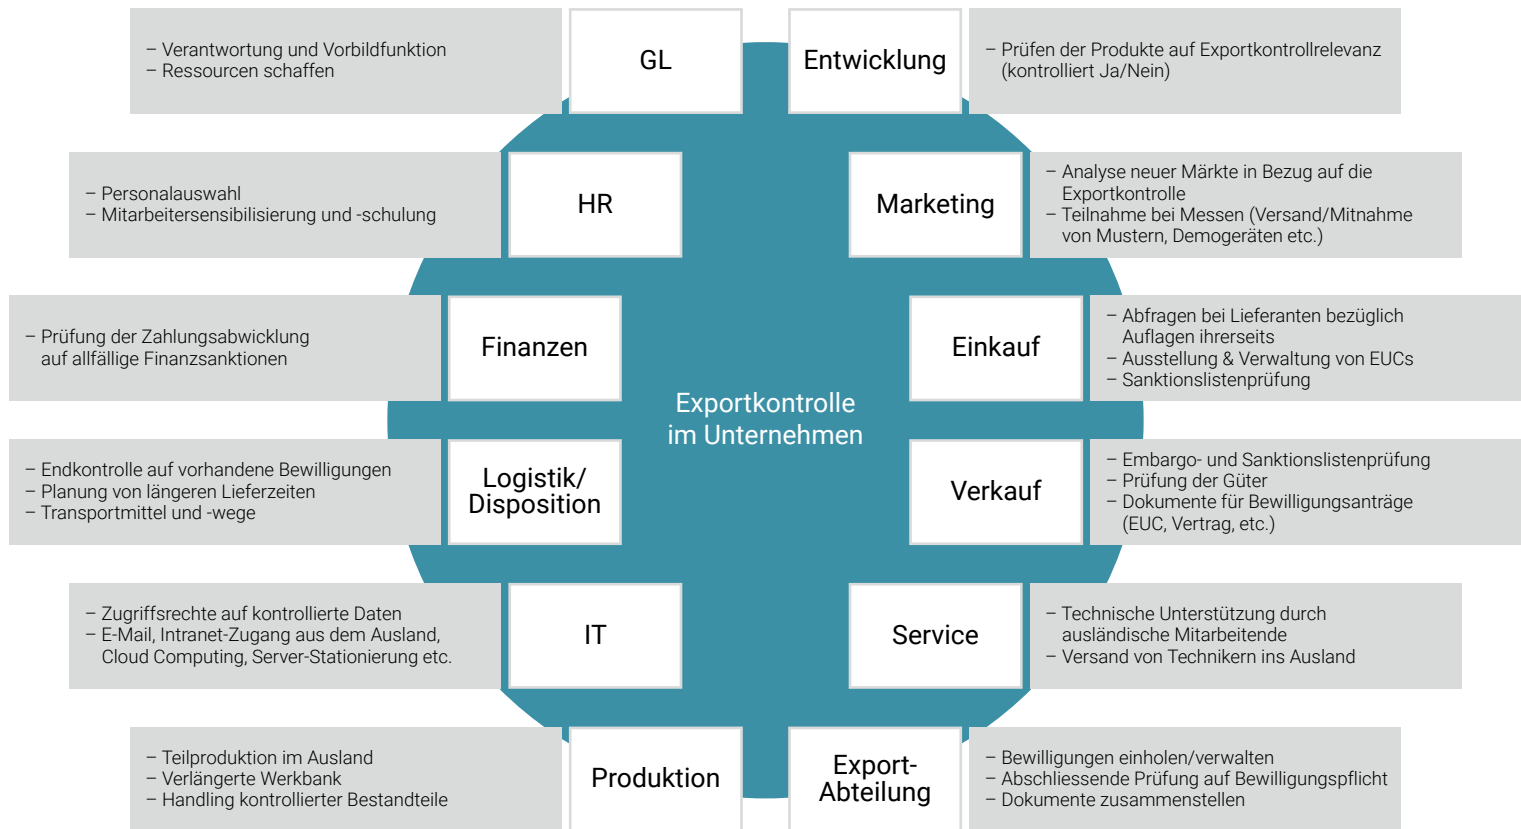 – Verantwortung und Vorbildfunktion
– Ressourcen schaffen
GL
Entwicklung
– Prüfen der Produkte auf Exportkontrollrelevanz
(kontrolliert Ja/Nein)
– Personalauswahl
– Mitarbeitersensibilisierung und -schulung
HR
Marketing
– Analyse neuer Märkte in Bezug auf die
Exportkontrolle
– Teilnahme bei Messen (Versand/Mitnahme
von Mustern, Demogeräten etc.)
– Prüfung der Zahlungsabwicklung
auf allfällige Finanzsanktionen
Finanzen
Einkauf
– Abfragen bei Lieferanten bezüglich
Auflagen ihrerseits
– Ausstellung & Verwaltung von EUCs
– Sanktionslistenprüfung
Exportkontrolle
im Unternehmen
– Endkontrolle auf vorhandene Bewilligungen
– Planung von längeren Lieferzeiten
– Transportmittel und -wege
Logistik/
Disposition
Verkauf
– Embargo- und Sanktionslistenprüfung
– Prüfung der Güter
– Dokumente für Bewilligungsanträge
(EUC, Vertrag, etc.)
– Zugriffsrechte auf kontrollierte Daten
– E-Mail, Intranet-Zugang aus dem Ausland,
Cloud Computing, Server-Stationierung etc.
IT
Service
– Technische Unterstützung durch
ausländische Mitarbeitende
– Versand von Technikern ins Ausland
– Teilproduktion im Ausland
– Verlängerte Werkbank
– Handling kontrollierter Bestandteile
Produktion
Export-
Abteilung
– Bewilligungen einholen/verwalten
– Abschliessende Prüfung auf Bewilligungspflicht
– Dokumente zusammenstellen